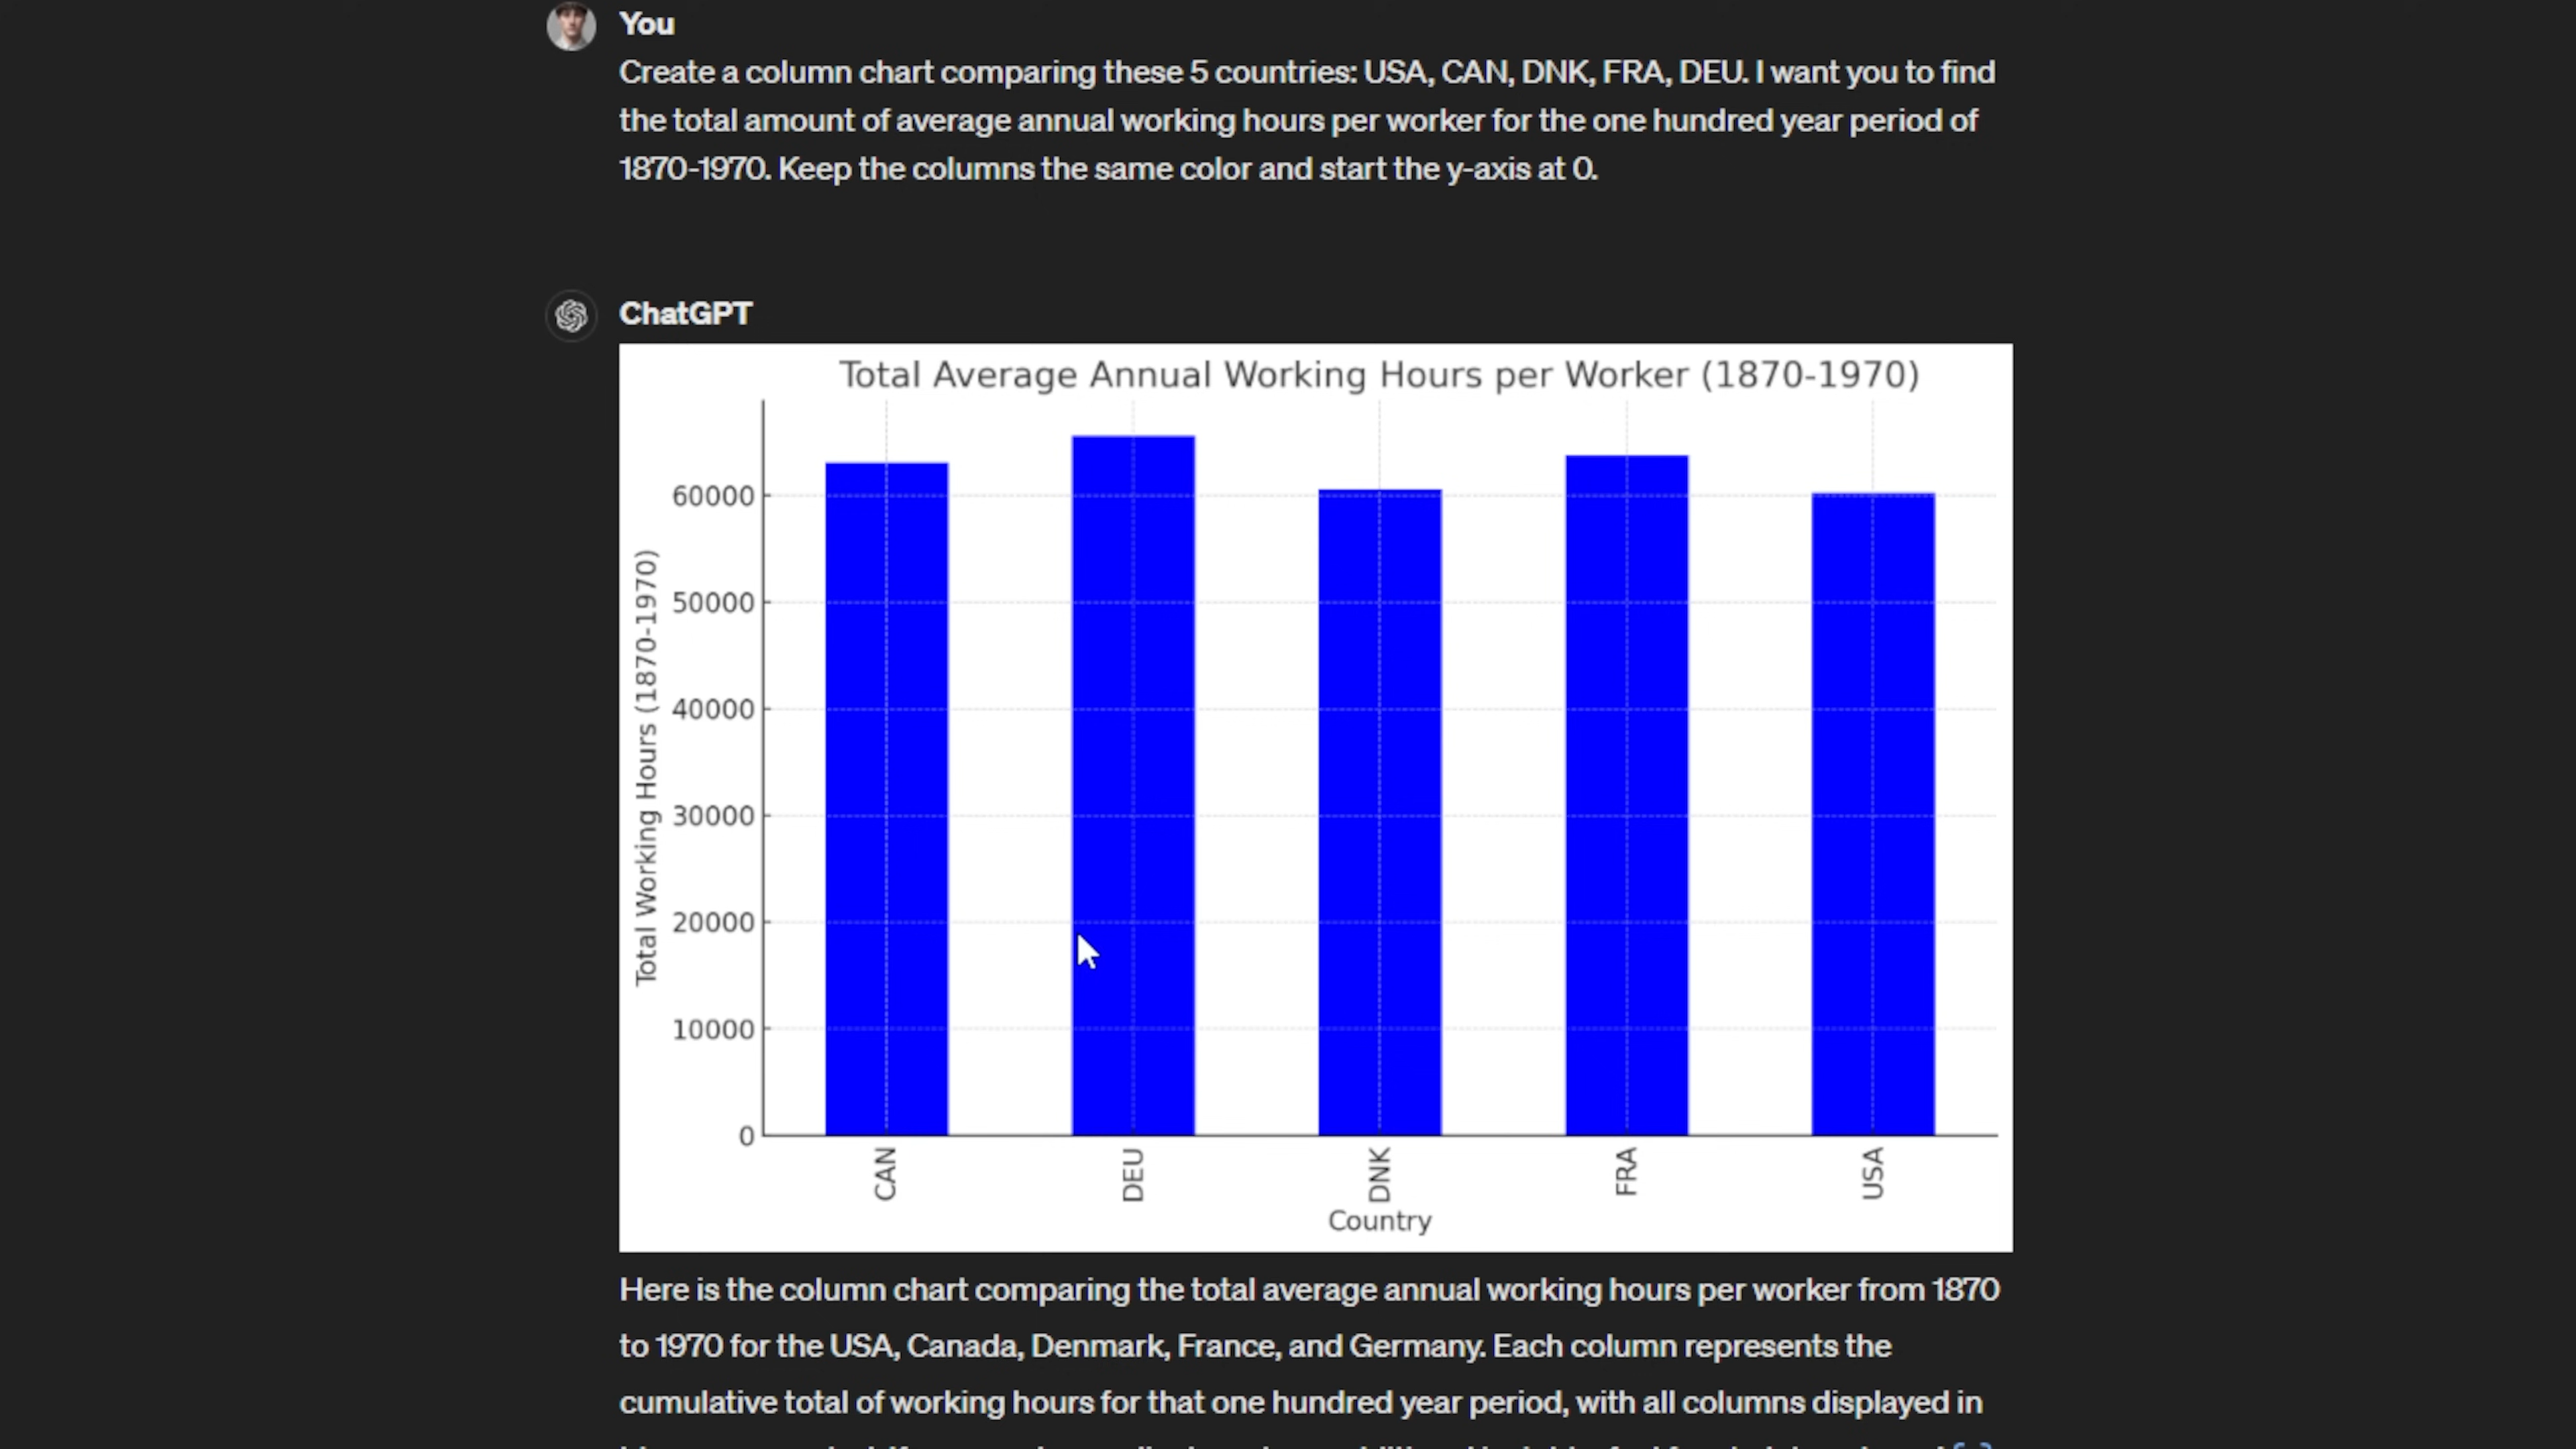 You
Create a column chart comparing these 5 countries: USA, CAN, DNK, FRA, DEU. I want you to find
the total amount of average annual working hours per worker for the one hundred year period of
1870-1970. Keep the columns the same color and start the y-axis at 0.
ChatGPT
Total Average Annual Working Hours per Worker (1870-1970)
Total Working Hours (1870-1970)
60000
50000
40000
30000
20000
10000
0
CAN
DEU
DNK
FRA
USA
Country
Here is the column chart comparing the total average annual working hours per worker from 1870
to 1970 for the USA, Canada, Denmark, France, and Germany. Each column represents the
cumulative total of working hours for that one hundred year period, with all columns displayed in